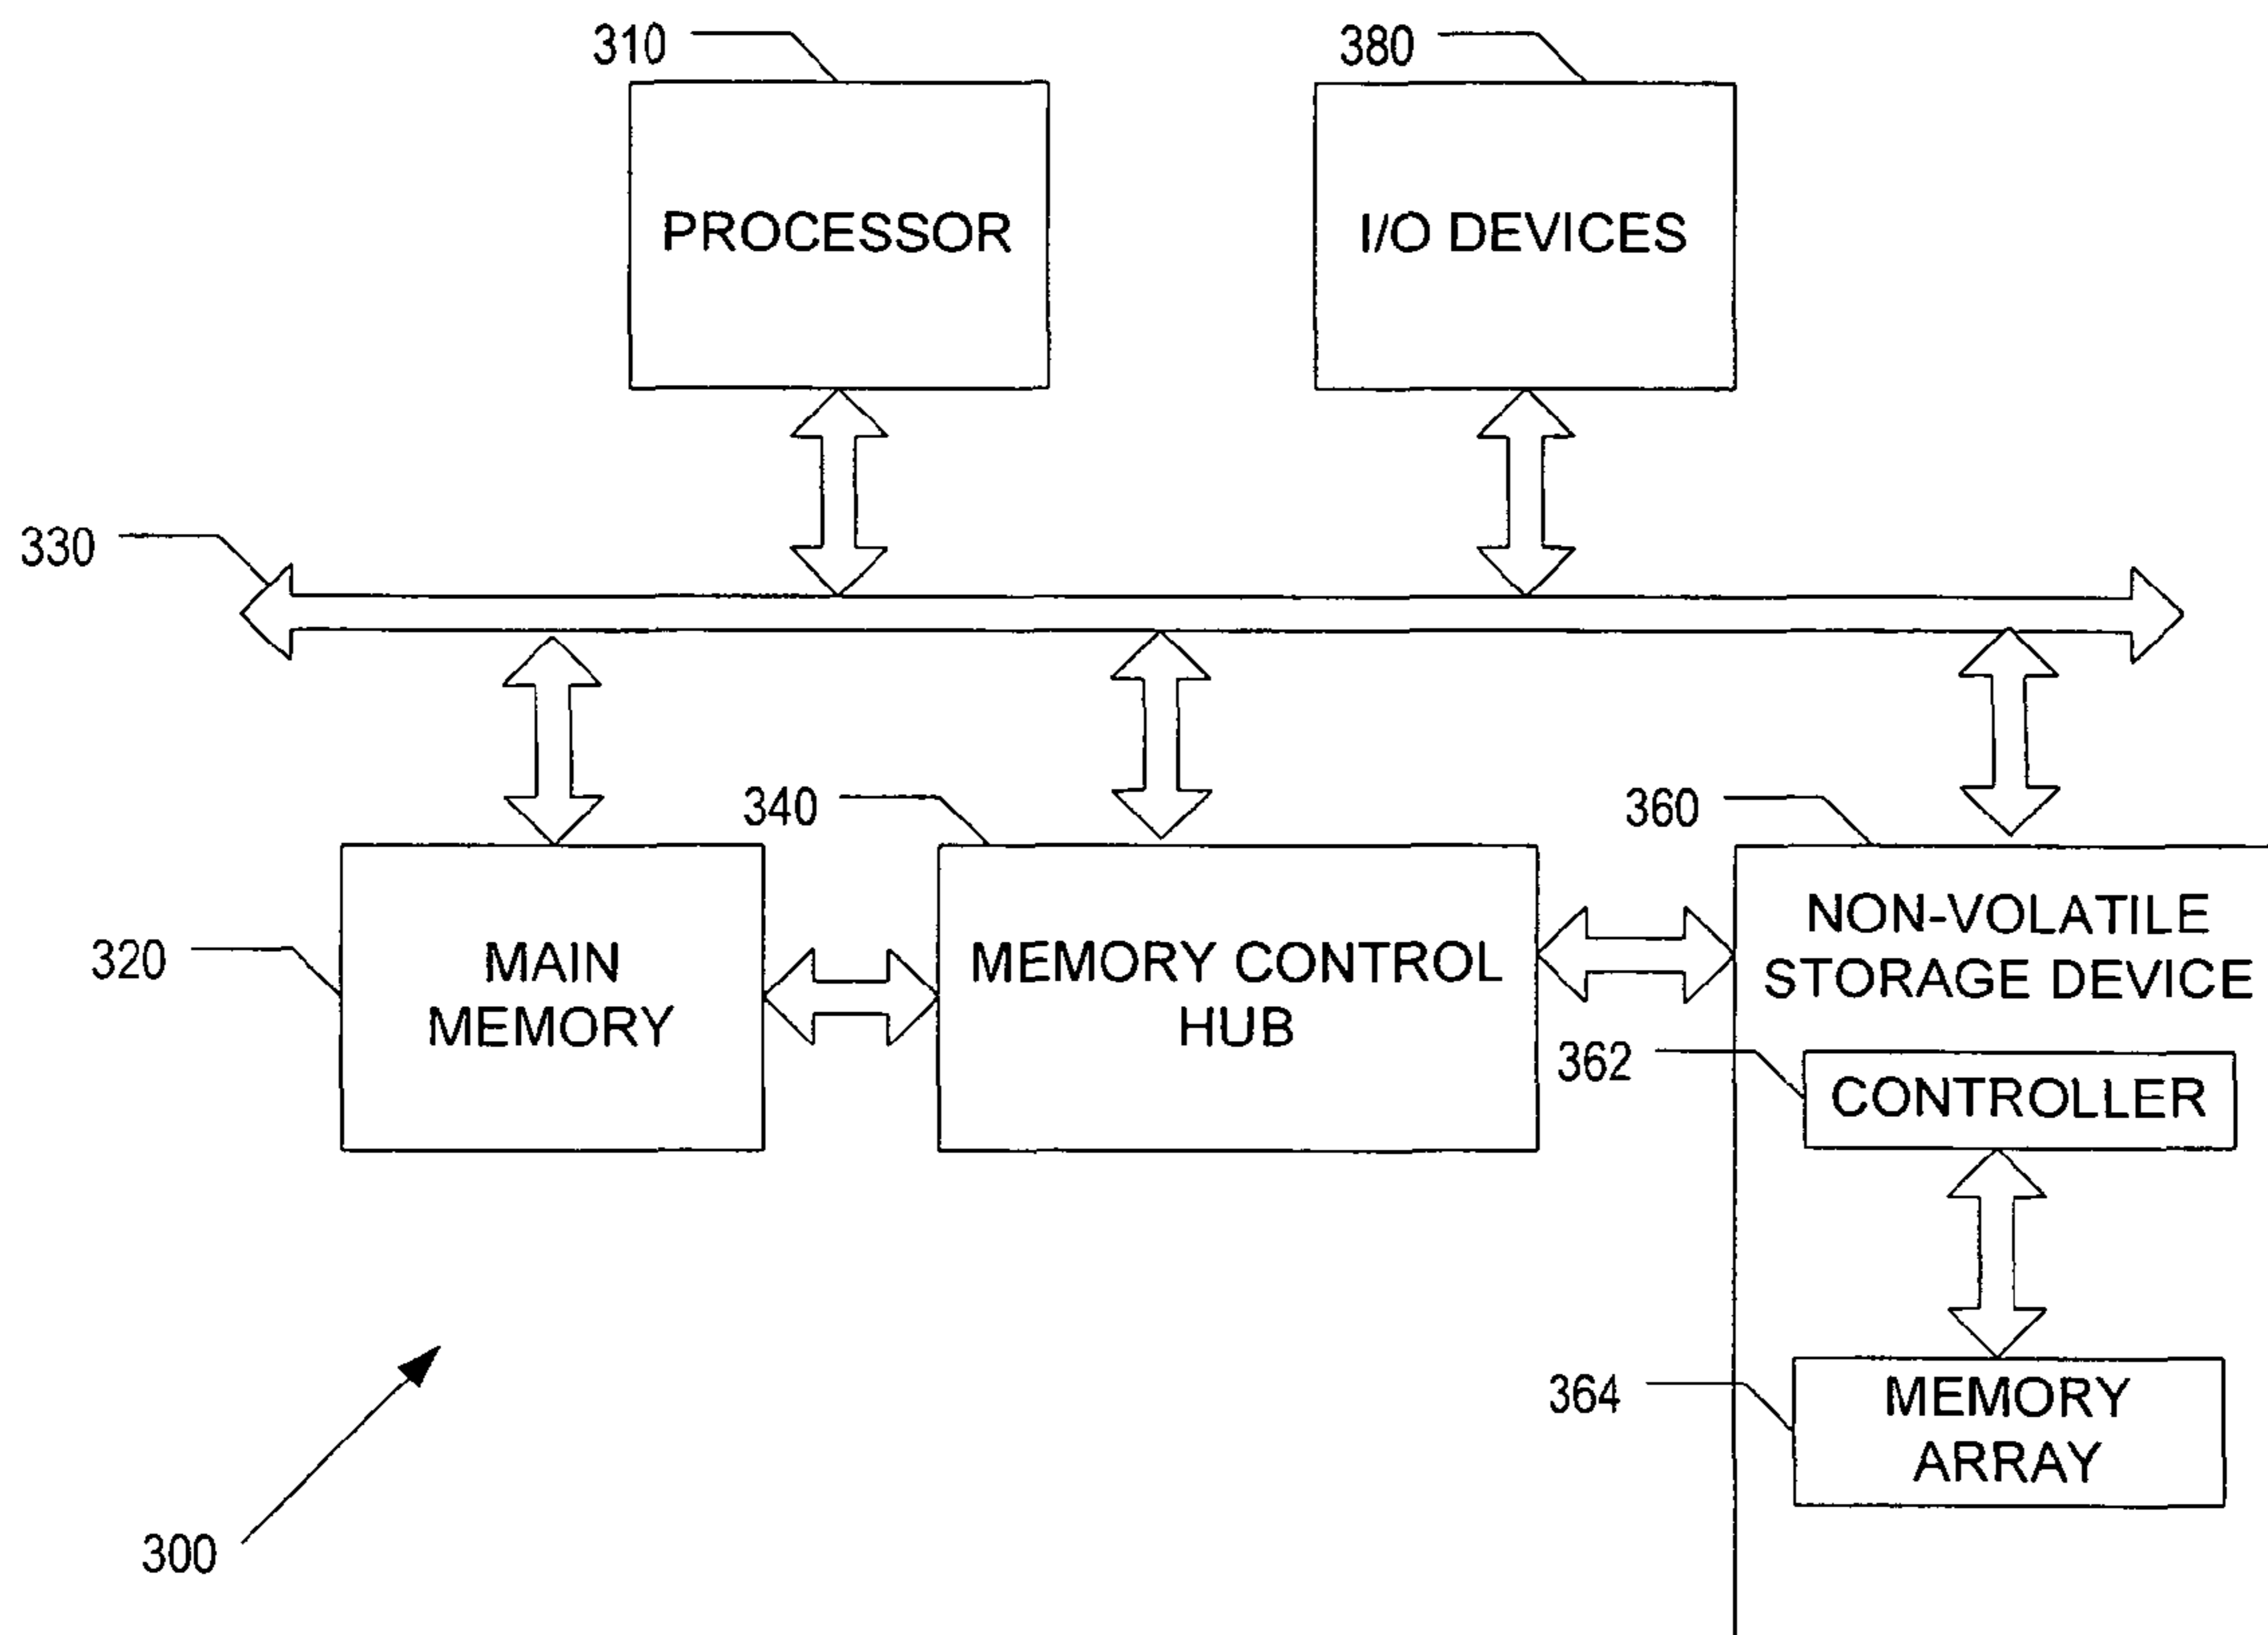 310
380
PROCESSOR
I/O DEVICES
330
340
360
320
MAIN
MEMORY
MEMORY CONTROL
HUB
NON-VOLATILE
STORAGE DEVICE
362
CONTROLLER
364
MEMORY
ARRAY
300